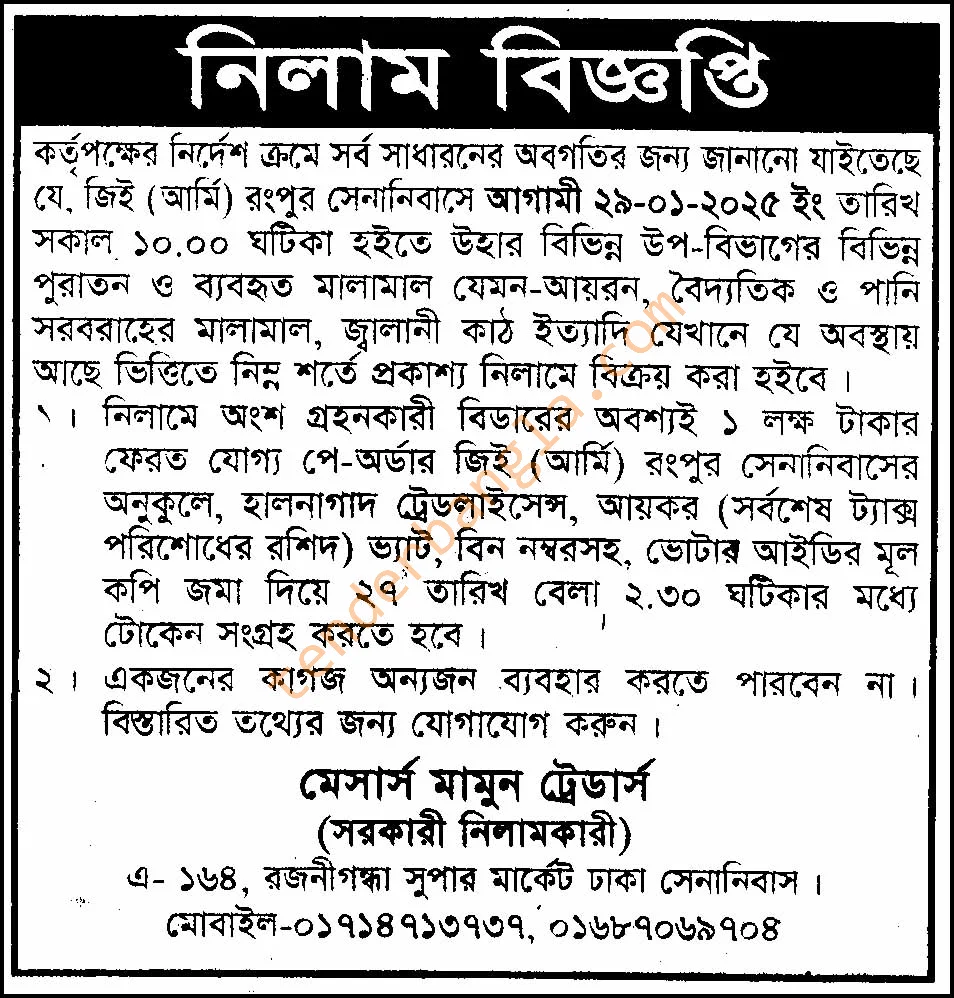 নিলাম বিজ্ঞপ্তি
কর্তৃপক্ষের নির্দেশ ক্রমে সর্ব সাধারনের অবগতির জন্য জানানো যাইতেছে
যে, জিই (আর্মি) রংপুর সেনানিবাসে আগামী ২৯-০১-২০২৫ ইং তারিখ
সকাল ১০.০০ ঘটিকা হইতে উহার বিভিন্ন উপ-বিভাগের বিভিন্ন
পুরাতন ও ব্যবহৃত মালামাল যেমন-আয়রন, বৈদ্যতিক ও পানি
সরবরাহের মালামাল, জ্বালানী কাঠ ইত্যাদি যেখানে যে অবস্থায়
আছে ভিত্তিতে নিম্ন শর্তে প্রকাশ্য নিলামে বিক্রয় করা হইবে।
১। নিলামে অংশ গ্রহনকারী বিডারের অবশ্যই ১ লক্ষ টাকার
ফেরত যোগ্য পে-অর্ডার জিই (আর্মি) রংপুর সেনানিবাসের
অনুকুলে, হালনাগাদ ট্রেডলাইসেন্স, আয়কর (সর্বশেষ ট্যাক্স
পরিশোধের রশিদ) ভ্যাট, বিন নম্বরসহ, ভোটার আইডির মূল
কপি জমা দিয়ে ২৭ তারিখ বেলা ২.৩০ ঘটিকার মধ্যে
টোকেন সংগ্রহ করতে হবে।
২। একজনের কাগজ অন্যজন ব্যবহার করতে পারবেন না।
বিস্তারিত তথ্যের জন্য যোগাযোগ করুন।
মেসার্স মামুন ট্রেডার্স
(সরকারী নিলামকারী)
এ- ১৬৪, রজনীগন্ধা সুপার মার্কেট ঢাকা সেনানিবাস।
মোবাইল-০১৭১৪৭১৩৭৩৭, ০১৬৮৭০৬৯৭০৪
tenderbangla.com